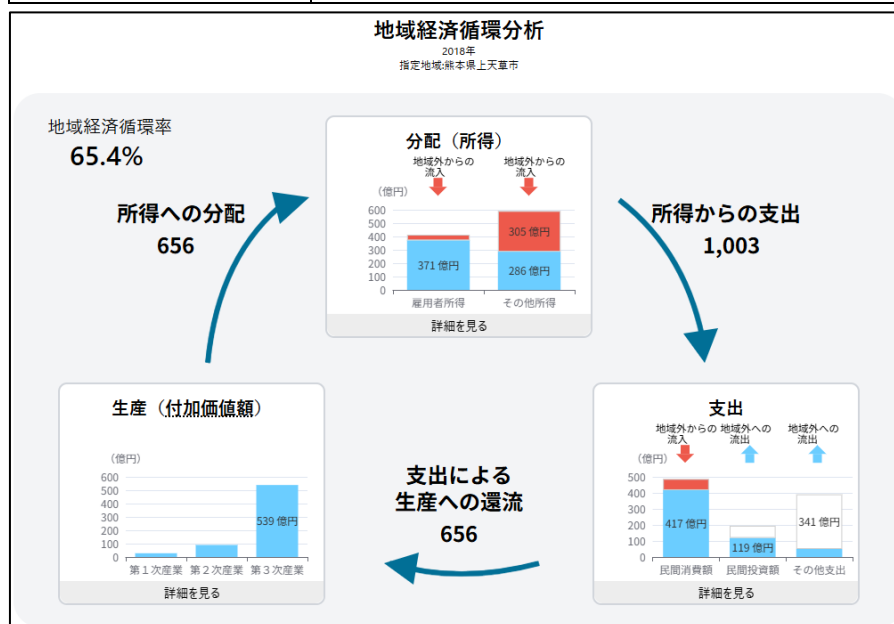 地域経済循環分析
2018年
指定地域:熊本県上天草市
地域経済循環率
65.4%
分配（所得）
地域外からの
流入
地域外からの
流入
（億円）
600
500
400
300
200
100
0
371 億円
305 億円
286 億円
雇用者所得
その他所得
詳細を見る
所得への分配
656
所得からの支出
1,003
生産（付加価値額）
（億円）
600
500
400
300
200
100
0
539 億円
第１次産業
第２次産業
第３次産業
詳細を見る
支出による
生産への還流
656
支出
地域外からの
流入
地域外への
流出
地域外への
流出
（億円）
500
400
300
200
100
0
417 億円
119 億円
341 億円
民間消費額
民間投資額
その他支出
詳細を見る